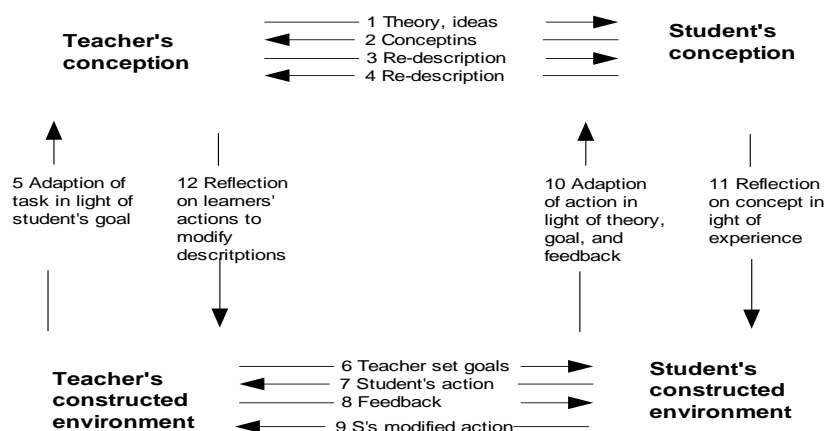 Teacher's
conception
1 Theory, ideas
2 Conceptins
3 Re-description
4 Re-description
Student's
conception
5 Adaption of
task in light of
student's goal
12 Reflection
on learners'
actions to
modify
descritptions
10 Adaption
of action in
light of theory,
goal, and
feedback
11 Reflection
on concept in
ight of
experience
Teacher's
constructed
environment
6 Teacher set goals
7 Student's action
8 Feedback
9 S's modified action
Student's
constructed
environment